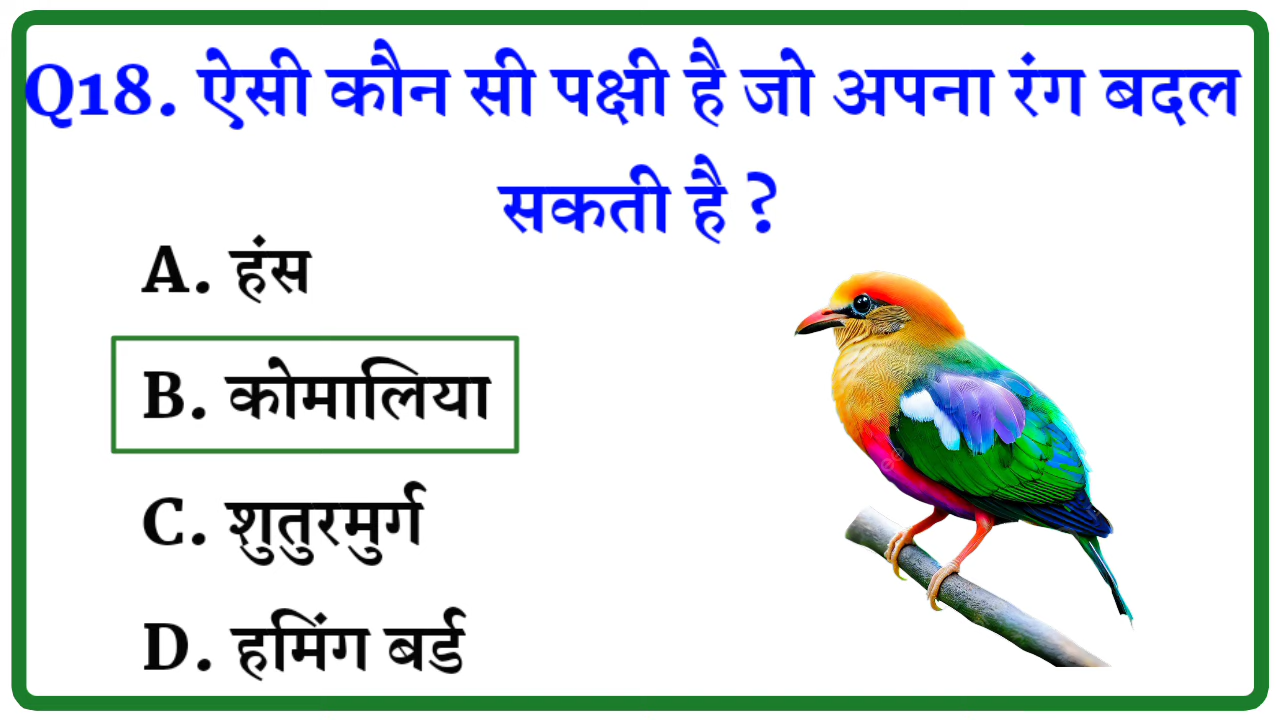 Q18. ऐसी कौन सी पक्षी है जो अपना रंग बदल
सकती है ?
A. हंस
B. कोमालिया
C. शुतुरमुर्ग
D. हमिंग बर्ड